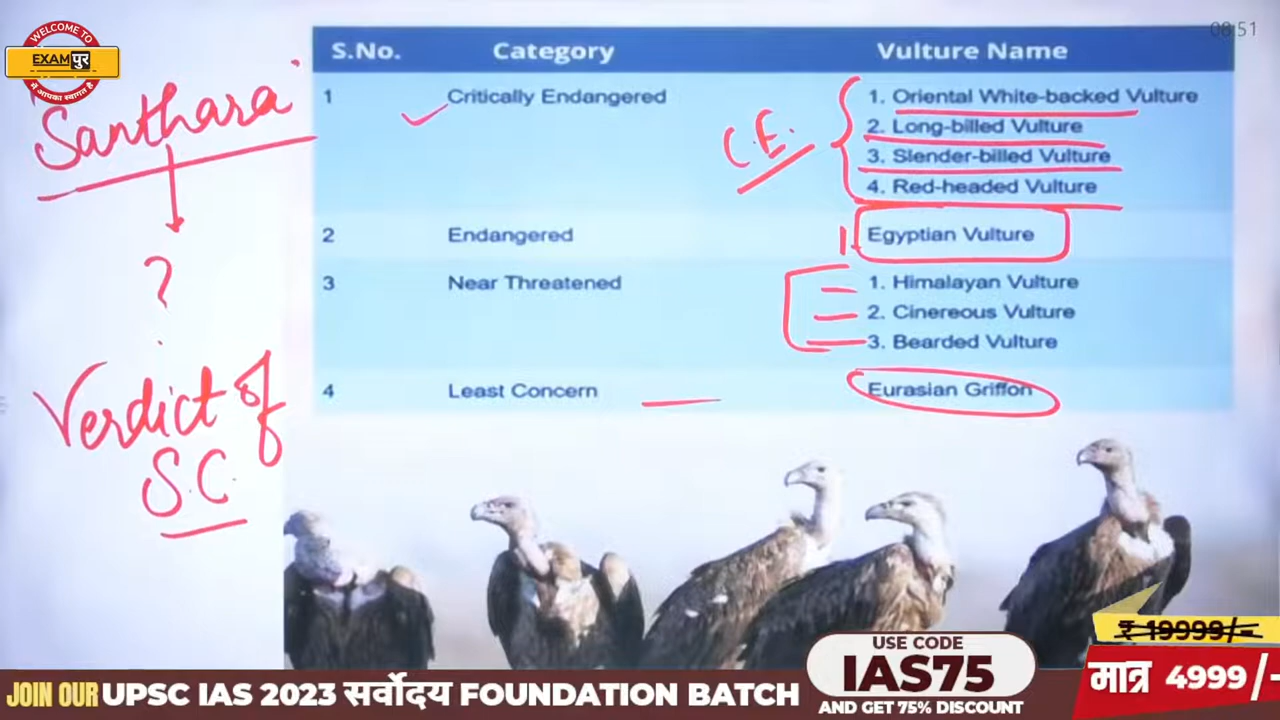 WELCOME TO
EXAMपुर
में आपका स्वागत है
08:51
Santhara
?
Verdict of
S.C.
S.No. Category Vulture Name
1 Critically Endangered 1. Oriental White-backed Vulture
C.E. 2. Long-billed Vulture
3. Slender-billed Vulture
4. Red-headed Vulture
2 Endangered 1. Egyptian Vulture
3 Near Threatened 1. Himalayan Vulture
2. Cinereous Vulture
3. Bearded Vulture
4 Least Concern Eurasian Griffon
₹ 19999/-
मात्र 4999/-
USE CODE
IAS75
AND GET 75% DISCOUNT
JOIN OUR UPSC IAS 2023 सर्वोदय FOUNDATION BATCH